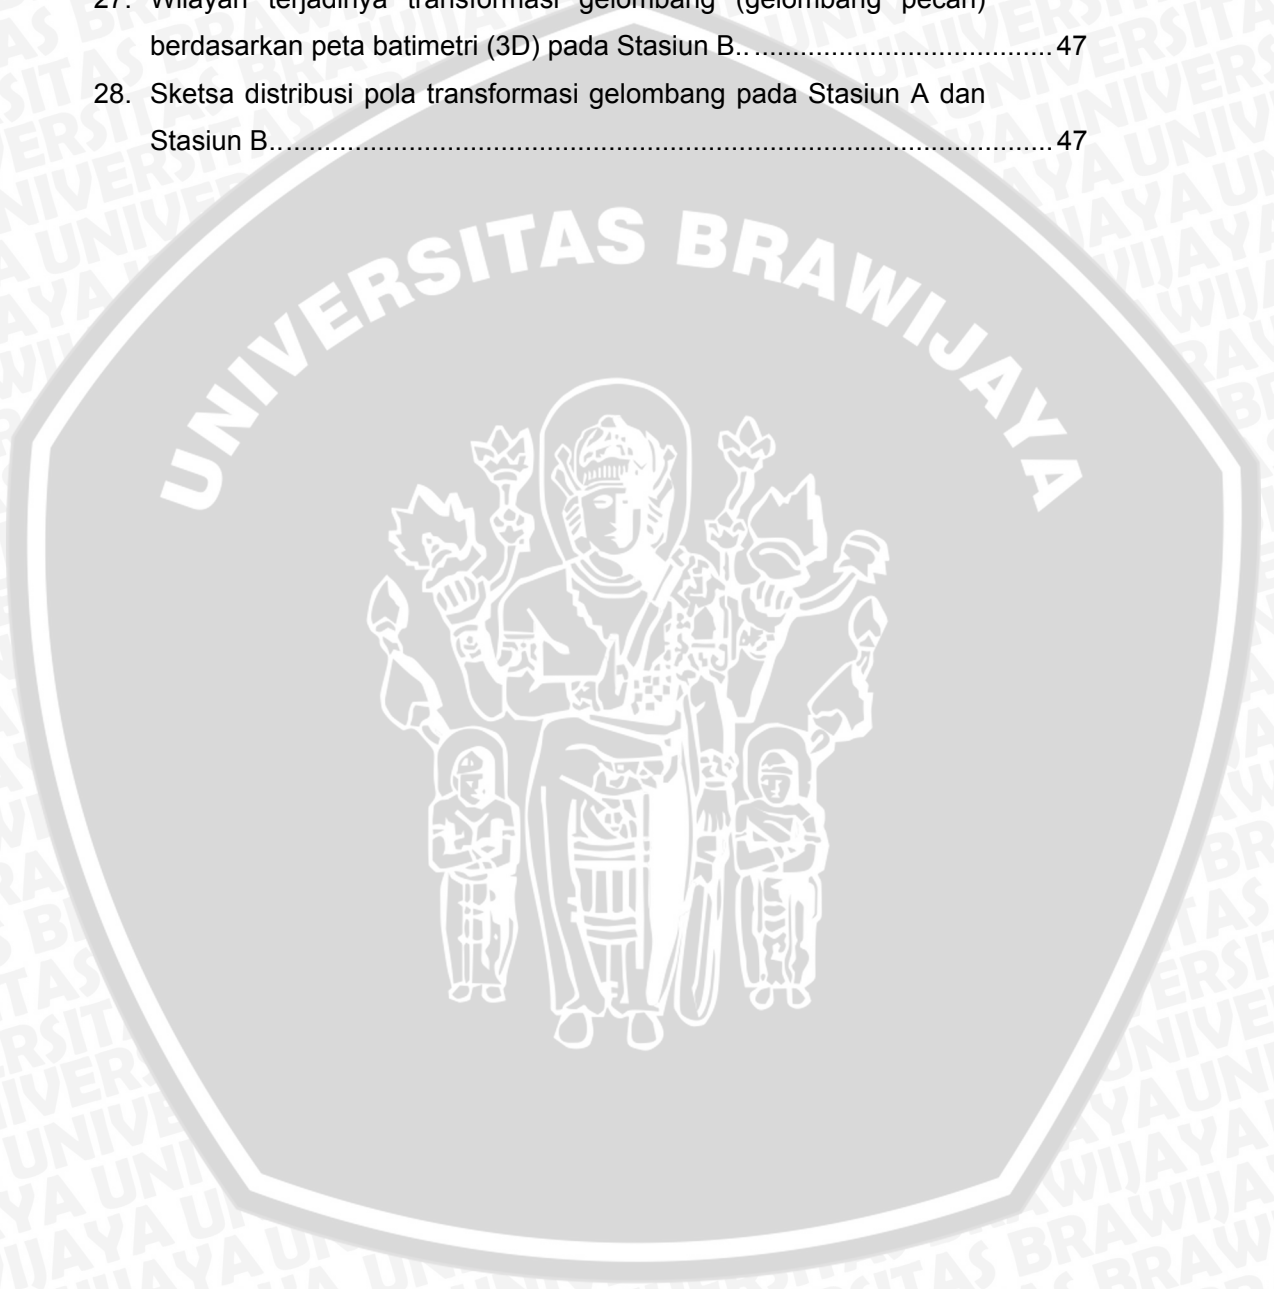 27. Wilayah terjadinya transformasi gelombang (gelombang pecah)
berdasarkan peta batimetri (3D) pada Stasiun B.. ....................................... 47
28. Sketsa distribusi pola transformasi gelombang pada Stasiun A dan
Stasiun B.. .................................................................................................... 47
UNIVERSITAS BRAWIJAYA